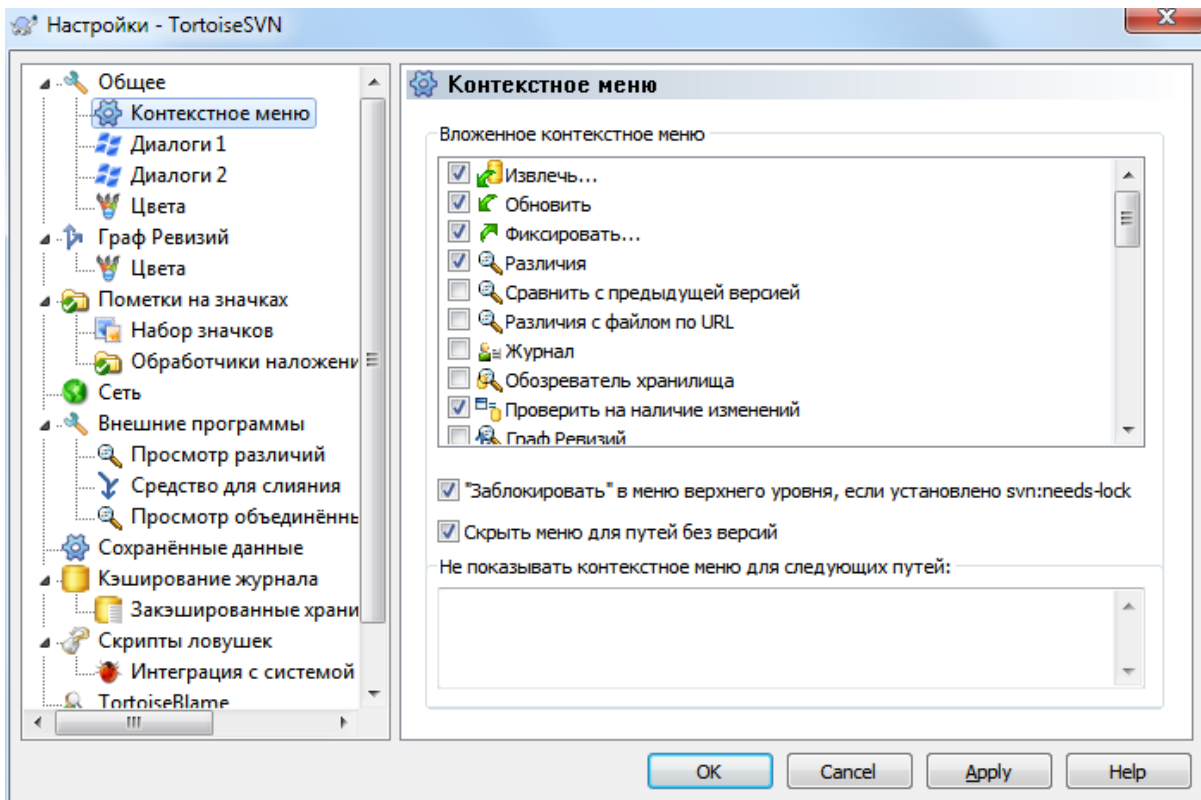 Настройки - TortoiseSVN
Общее
Контекстное меню
Диалоги 1
Диалоги 2
Цвета
Граф Ревизий
Цвета
Пометки на значках
Набор значков
Обработчики наложени
Сеть
Внешние программы
Просмотр различий
Средство для слияния
Просмотр объединённь
Сохранённые данные
Кэширование журнала
Закэшированные храни
Скрипты ловушек
Интеграция с системой
TortoiseBlame
Контекстное меню
Вложенное контекстное меню
Извлечь...
Обновить
Фиксировать...
Различия
Сравнить с предыдущей версией
Различия с файлом по URL
Журнал
Обозреватель хранилища
Проверить на наличие изменений
Граф Ревизий
"Заблокировать" в меню верхнего уровня, если установлено svn:needs-lock
Скрыть меню для путей без версий
Не показывать контекстное меню для следующих путей:
OK
Cancel
Apply
Help